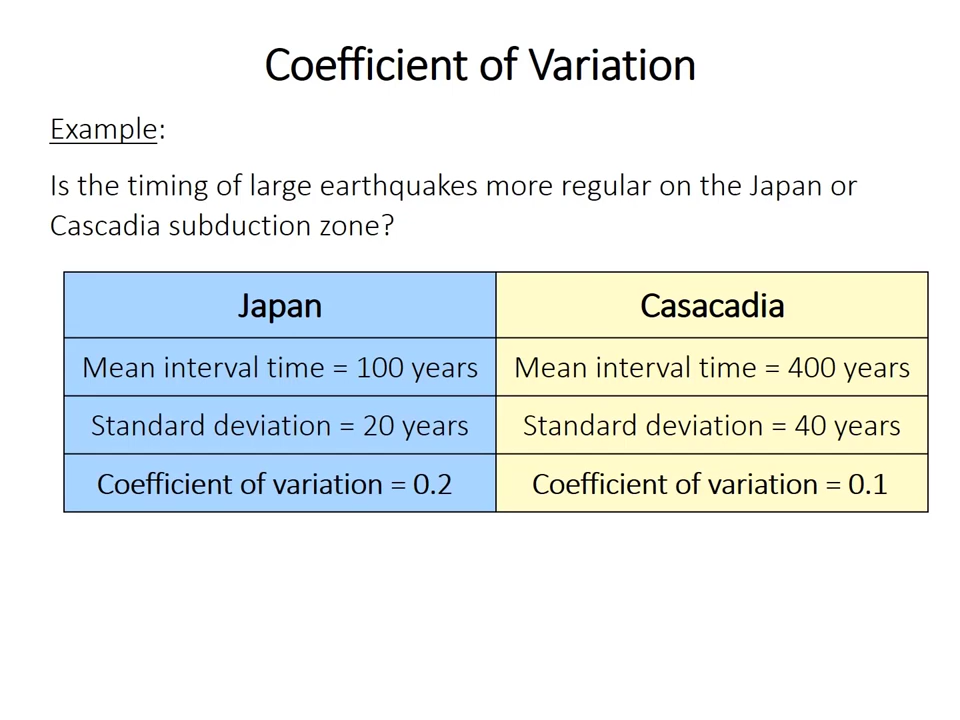 Coefficient of Variation
Example:
Is the timing of large earthquakes more regular on the Japan or
Cascadia subduction zone?
Japan
Casacadia
Mean interval time = 100 years
Mean interval time = 400 years
Standard deviation = 20 years
Standard deviation = 40 years
Coefficient of variation = 0.2
Coefficient of variation = 0.1